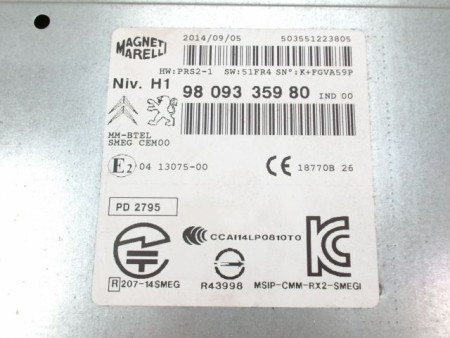 MAGNETI MARELLI
2014/09/05 503551223805
HW:PRS2-1 SW:51FR4 SN°:K+FGVA59P
Niv. H1
98 093 359 80 IND 00
MM-BTEL
SMEG CEM00
E2 04 13075-00
CE 18770B 26
PD 2795
CCAI14LP0810T0
R 207-14SMEG
R43998
MSIP-CMM-RX2-SMEGI